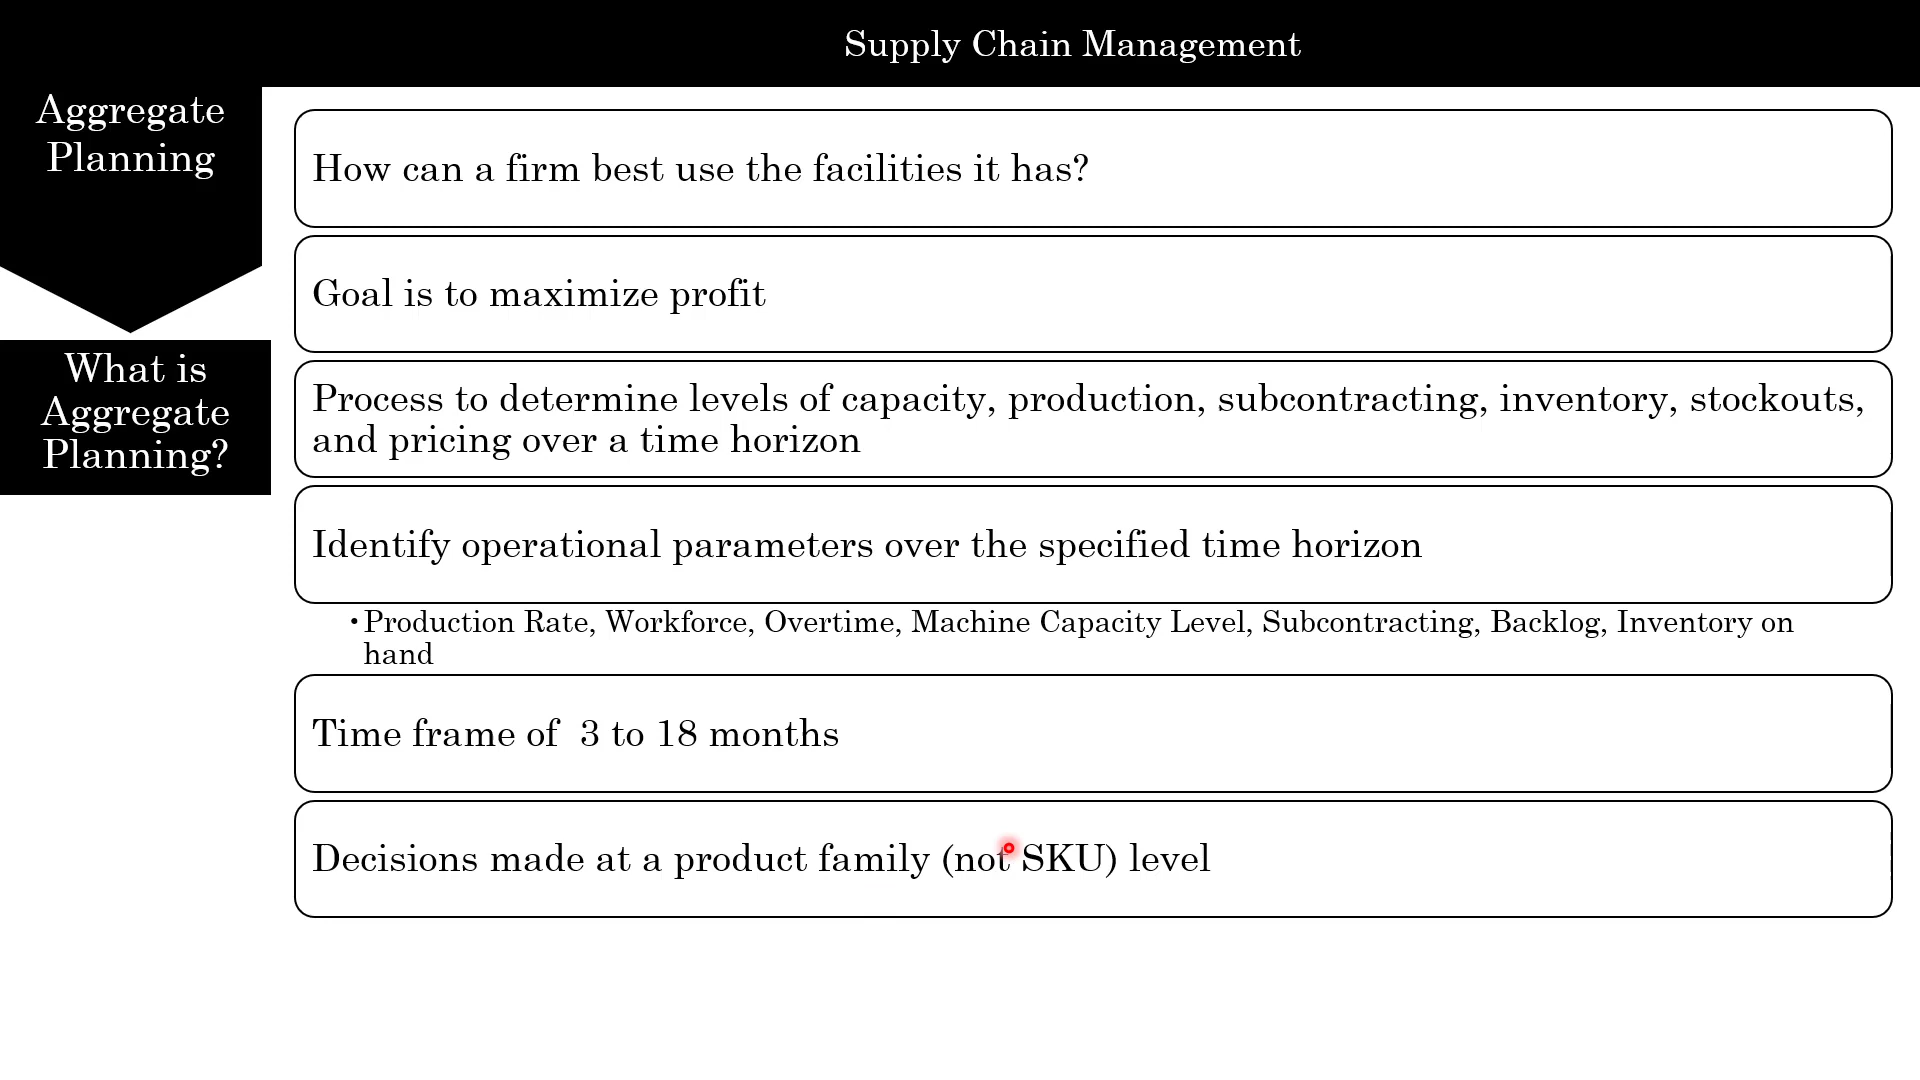 Supply Chain Management
Aggregate
Planning
What is
Aggregate
Planning?
How can a firm best use the facilities it has?
Goal is to maximize profit
Process to determine levels of capacity, production, subcontracting, inventory, stockouts,
and pricing over a time horizon
Identify operational parameters over the specified time horizon
•Production Rate, Workforce, Overtime, Machine Capacity Level, Subcontracting, Backlog, Inventory on
hand
Time frame of  3 to 18 months
Decisions made at a product family (not SKU) level